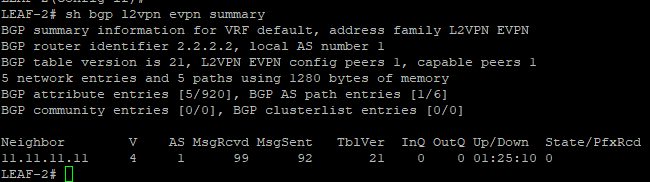 LEAF-2# sh bgp l2vpn evpn summary
BGP summary information for VRF default, address family L2VPN EVPN
BGP router identifier 2.2.2.2, local AS number 1
BGP table version is 21, L2VPN EVPN config peers 1, capable peers 1
5 network entries and 5 paths using 1280 bytes of memory
BGP attribute entries [5/920], BGP AS path entries [1/6]
BGP community entries [0/0], BGP clusterlist entries [0/0]
Neighbor V AS MsgRcvd MsgSent TblVer InQ OutQ Up/Down State/PfxRcd
11.11.11.11 4 1 99 92 21 0 0 01:25:10 0
LEAF-2#